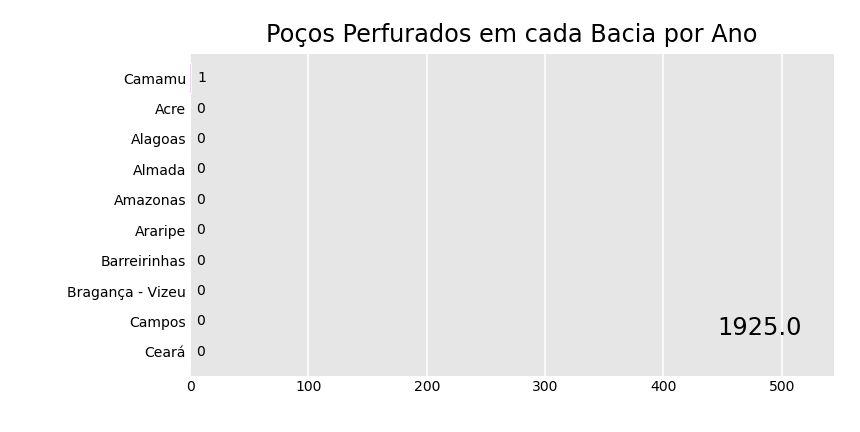 Poços Perfurados em cada Bacia por Ano
Camamu 1
Acre 0
Alagoas 0
Almada 0
Amazonas 0
Araripe 0
Barreirinhas 0
Bragança - Vizeu 0
Campos 0
1925.0
Ceará 0
0 100 200 300 400 500